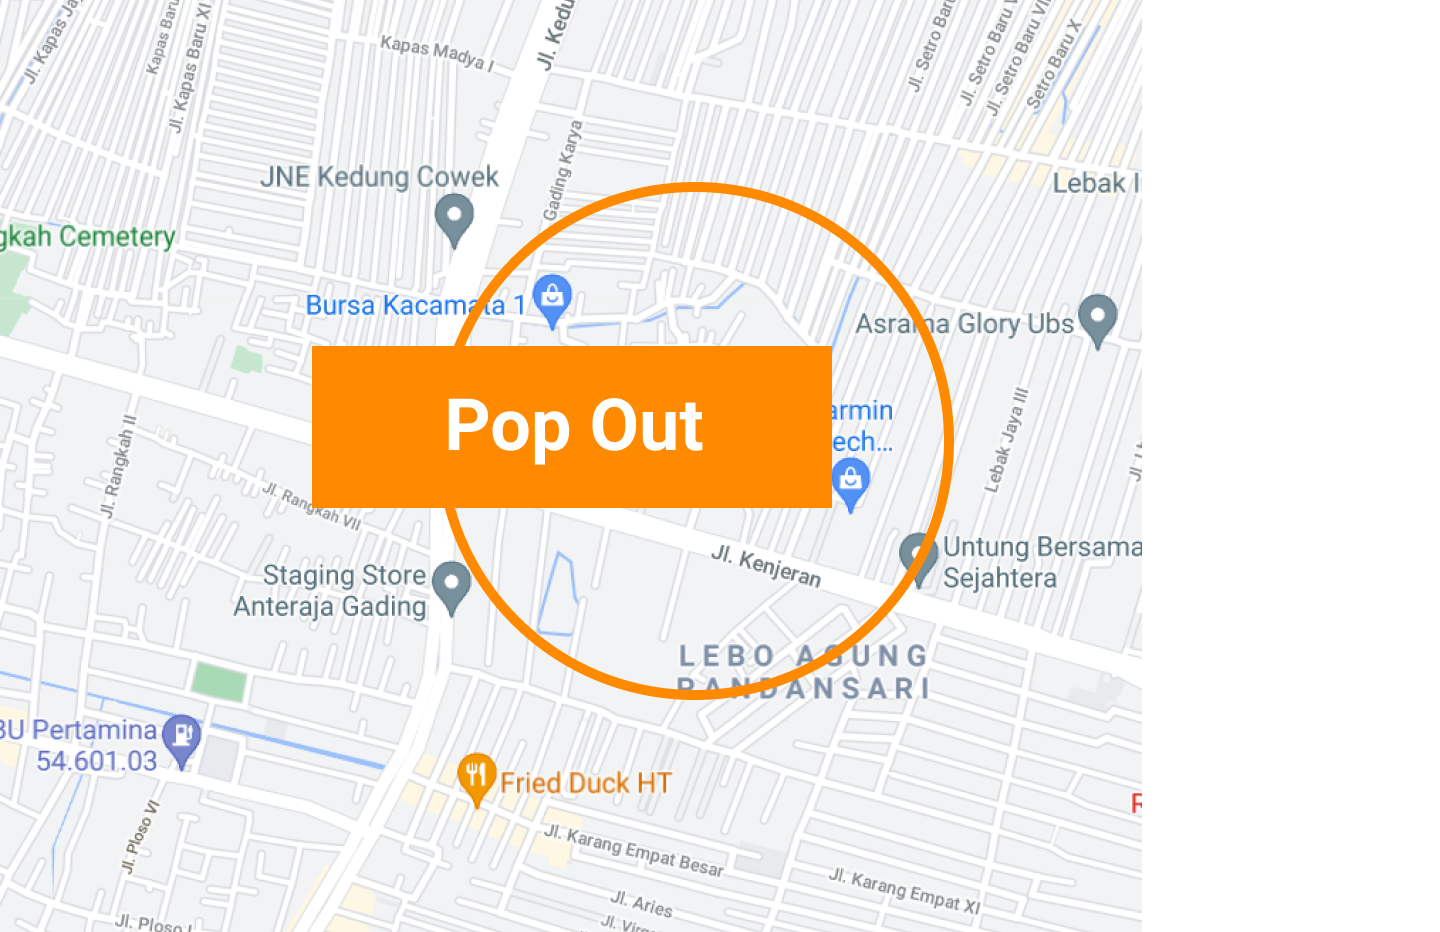 Jl. Kapas Ja
Kapas Baru
Jl. Kapas Baru XI
Kapas Madya I
Jl. Kedu
Jl. Setro Baru
Jl. Setro Baru V
Jl. Setro Baru VI
Setro Baru X
Gading Karya
JNE Kedung Cowek
Lebak I
gkah Cemetery
Bursa Kacamata 1
Asrama Glory Ubs
Pop Out
armin
ech...
Lebak Jaya III
Jl. Rangkah II
Jl. Rangkah VII
Jl. Kenjeran
Untung Bersama
Sejahtera
Staging Store
Anteraja Gading
LEBO AGUNG
PANDANSARI
BU Pertamina
54.601.03
Fried Duck HT
R
Jl. Ploso VI
Jl. Karang Empat Besar
Jl. Karang Empat XI
Jl. Aries
Jl. Virgo
Jl. Ploso I